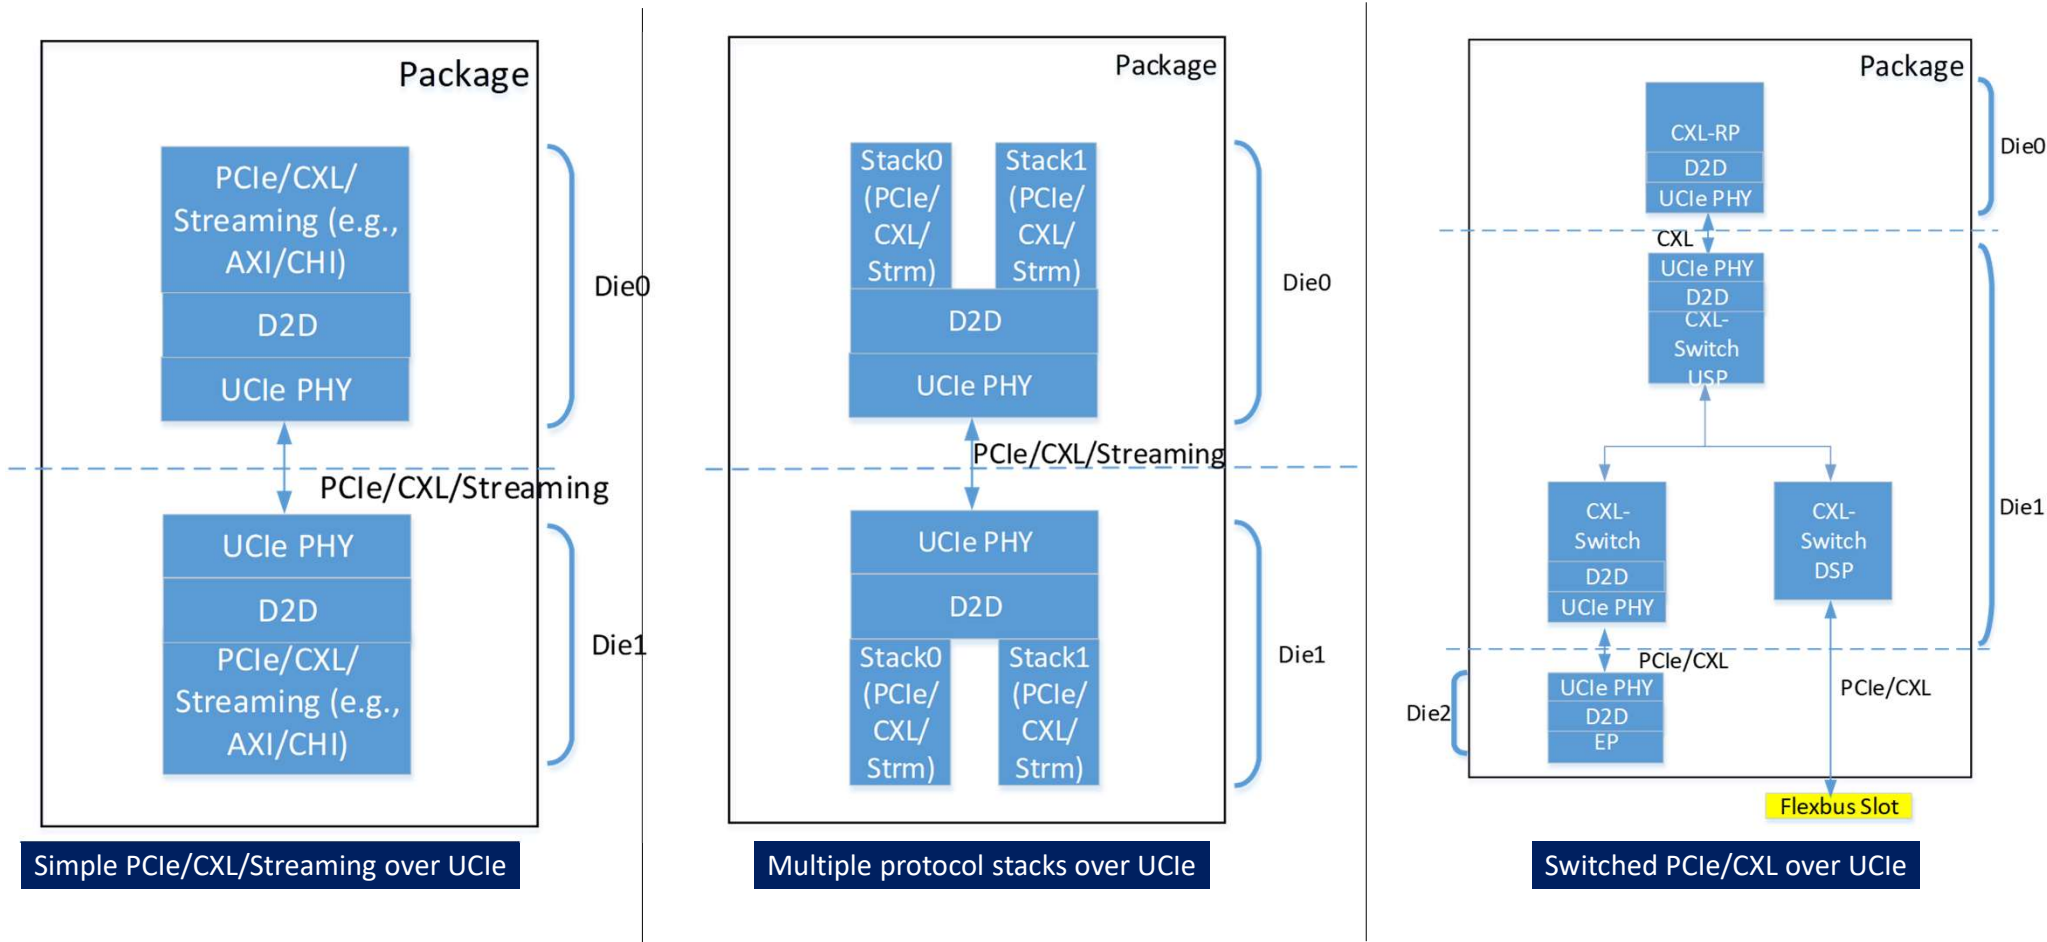 Package
PCIe/CXL/
Streaming (e.g.,
AXI/CHI)
D2D
UCIe PHY
Die0
PCIe/CXL/Streaming
UCIe PHY
D2D
PCIe/CXL/
Streaming (e.g.,
AXI/CHI)
Die1
Simple PCIe/CXL/Streaming over UCIe
Package
Stack0
(PCIe/
CXL/
Strm)
Stack1
(PCIe/
CXL/
Strm)
D2D
UCIe PHY
Die0
PCIe/CXL/Streaming
UCIe PHY
D2D
Stack0
(PCIe/
CXL/
Strm)
Stack1
(PCIe/
CXL/
Strm)
Die1
Multiple protocol stacks over UCIe
Package
CXL-RP
D2D
UCIe PHY
Die0
CXL
UCIe PHY
D2D
CXL-
Switch
USP
CXL-
Switch
D2D
UCIe PHY
CXL-
Switch
DSP
Die1
PCIe/CXL
UCIe PHY
D2D
EP
Die2
PCIe/CXL
Flexbus Slot
Switched PCIe/CXL over UCIe